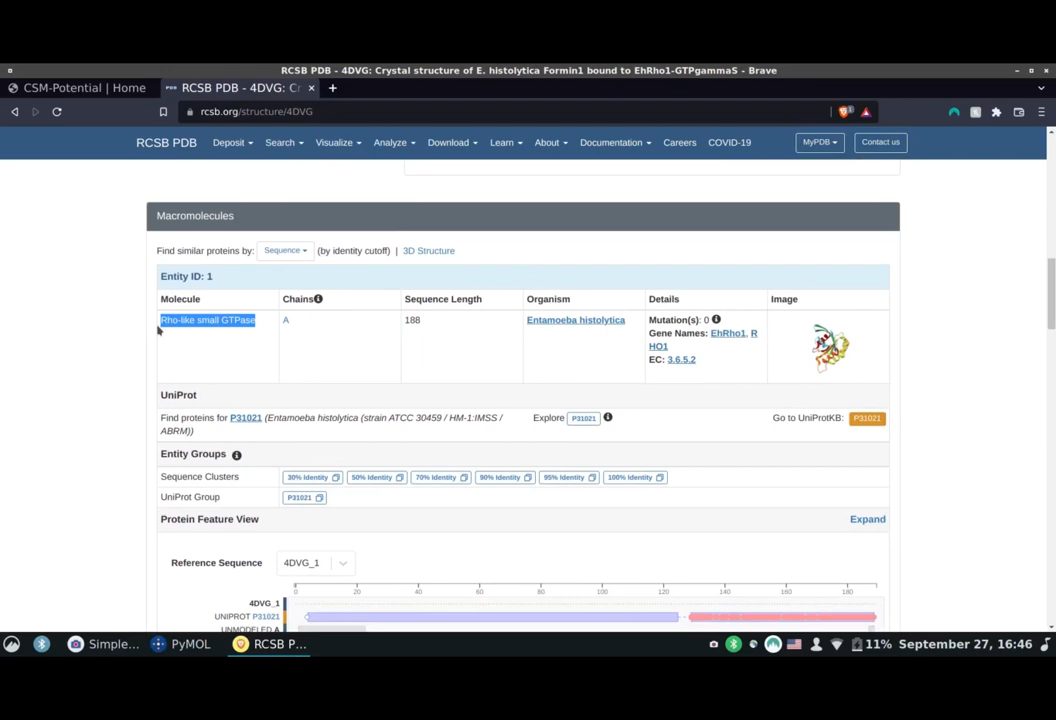 RCSB PDB - 4DVG: Crystal structure of E. histolytica Formin1 bound to EhRho1-GTPgammaS - Brave
CSM-Potential | Home
RCSB PDB - 4DVG: Cr
rcsb.org/structure/4DVG
RCSB PDB Deposit Search Visualize Analyze Download Learn About Documentation Careers COVID-19 MyPDB Contact us
Macromolecules
Find similar proteins by: Sequence (by identity cutoff) | 3D Structure
Entity ID: 1
Molecule Chains Sequence Length Organism Details Image
Rho-like small GTPase A 188 Entamoeba histolytica Mutation(s): 0
Gene Names: EhRho1, R
HO1
EC: 3.6.5.2
UniProt
Find proteins for P31021 (Entamoeba histolytica (strain ATCC 30459 / HM-1:IMSS / Explore P31021 Go to UniProtKB: P31021
ABRM))
Entity Groups
Sequence Clusters 30% Identity 50% Identity 70% Identity 90% Identity 95% Identity 100% Identity
UniProt Group P31021
Protein Feature View Expand
Reference Sequence 4DVG_1
0 20 40 60 80 100 120 140 160 180
4DVG_1
UNIPROT P31021
UNMODELED A
Simple... PyMOL RCSB P... 11% September 27, 16:46